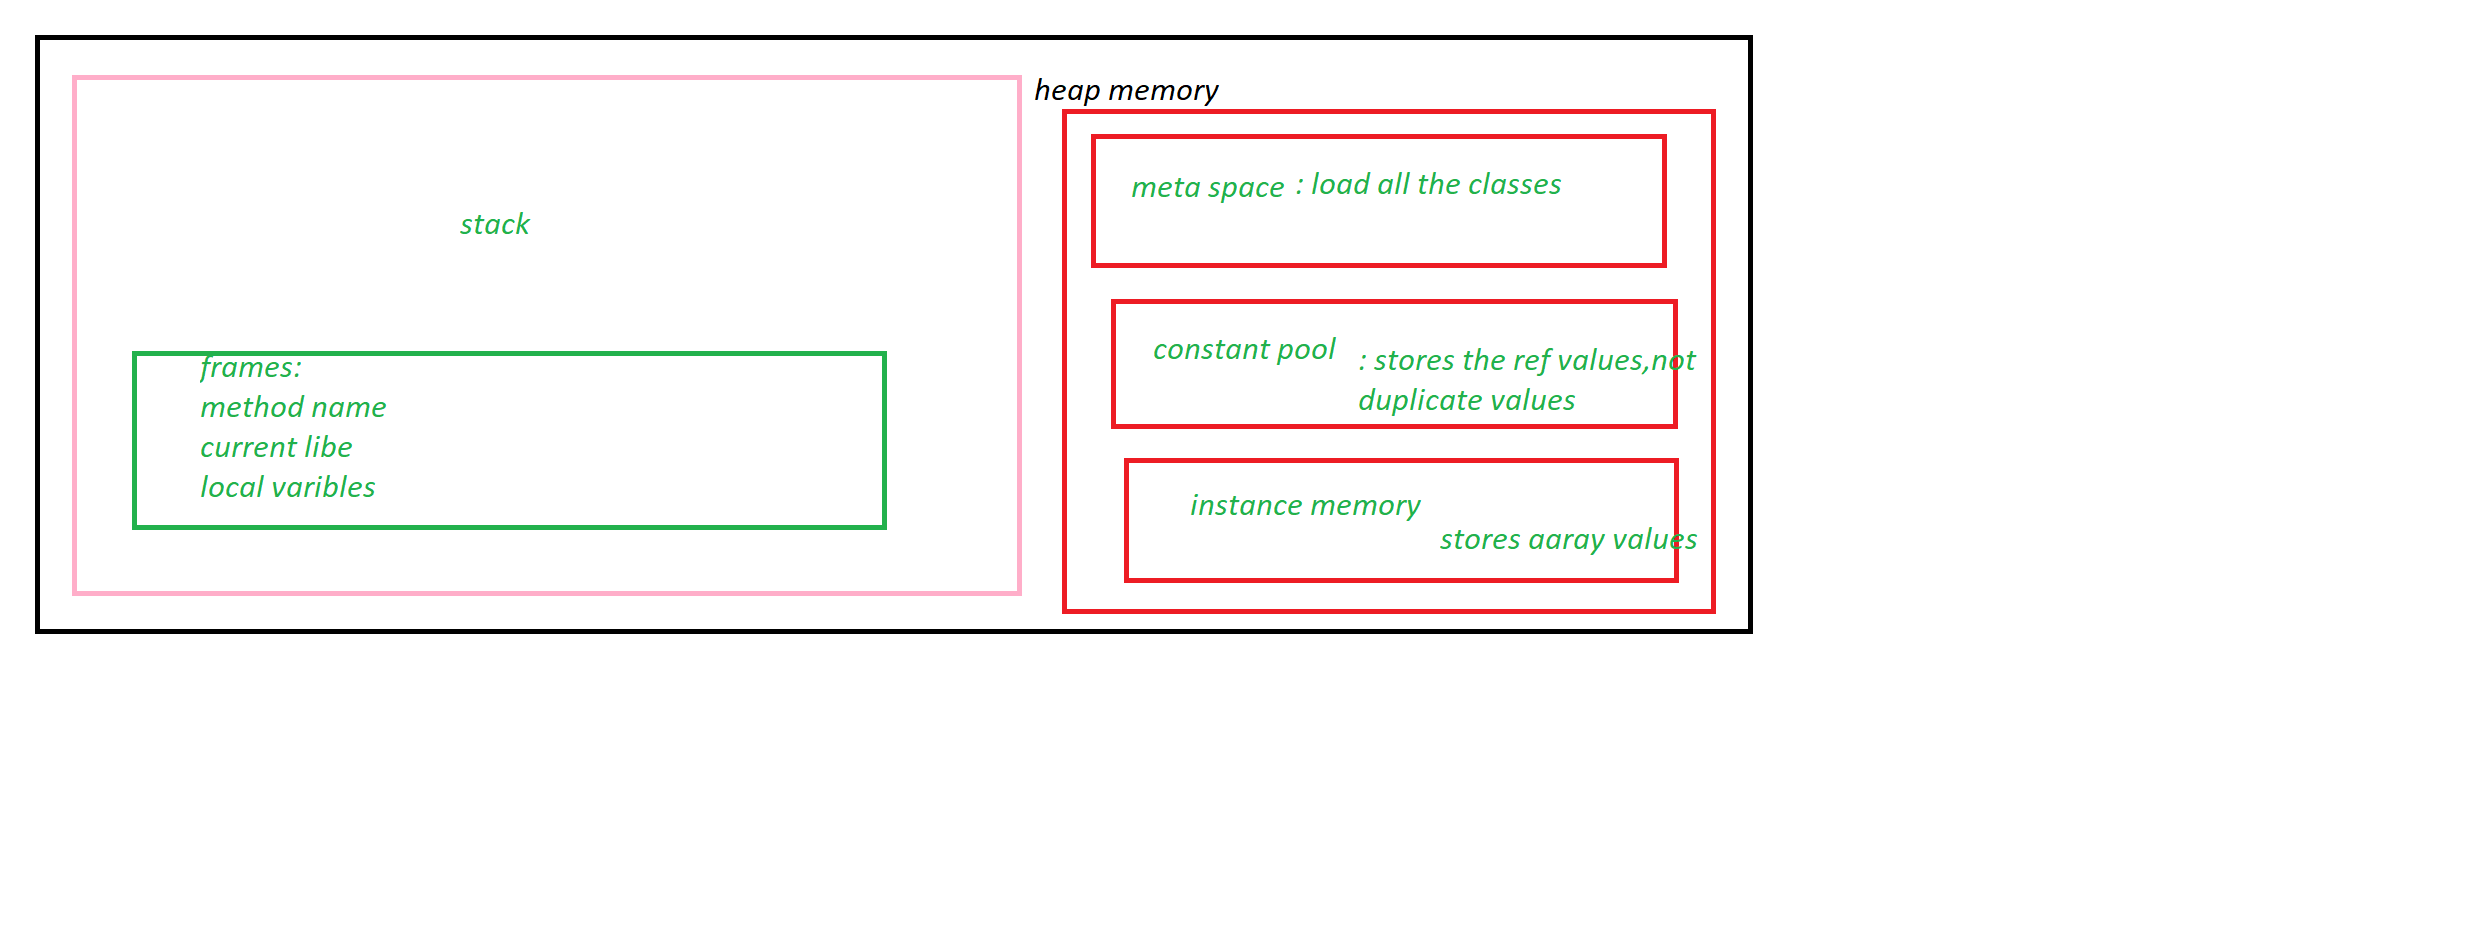 heap memory
stack
frames:
method name
current libe
local varibles
meta space : load all the classes
constant pool : stores the ref values,not
duplicate values
instance memory
stores aaray values